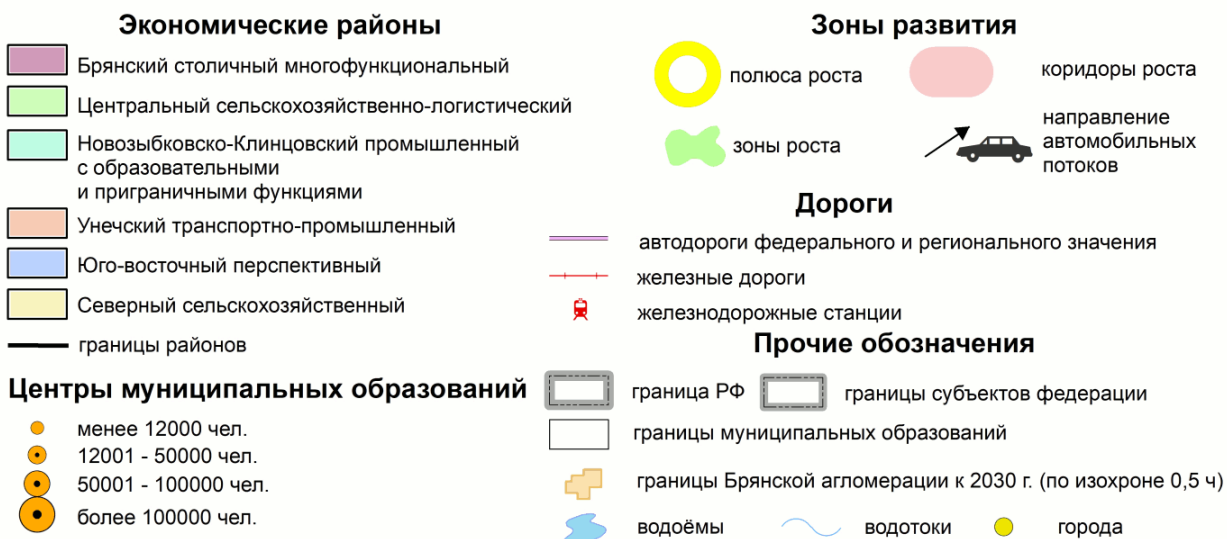 Экономические районы
Брянский столичный многофункциональный
Центральный сельскохозяйственно-логистический
Новозыбковско-Клинцовский промышленный
с образовательными
и приграничными функциями
Унечский транспортно-промышленный
Юго-восточный перспективный
Северный сельскохозяйственный
границы районов
Центры муниципальных образований
менее 12000 чел.
12001 - 50000 чел.
50001 - 100000 чел.
более 100000 чел.
Зоны развития
полюса роста
коридоры роста
зоны роста
направление
автомобильных
потоков
Дороги
автодороги федерального и регионального значения
железные дороги
железнодорожные станции
Прочие обозначения
граница РФ
границы субъектов федерации
границы муниципальных образований
границы Брянской агломерации к 2030 г. (по изохроне 0,5 ч)
водоёмы
водотоки
города